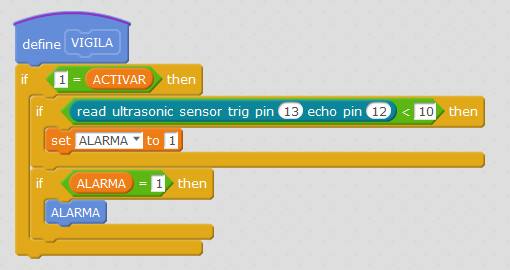 define VIGILA
if 1 = ACTIVAR then
if read ultrasonic sensor trig pin 13 echo pin 12 < 10 then
set ALARMA to 1
if ALARMA = 1 then
ALARMA